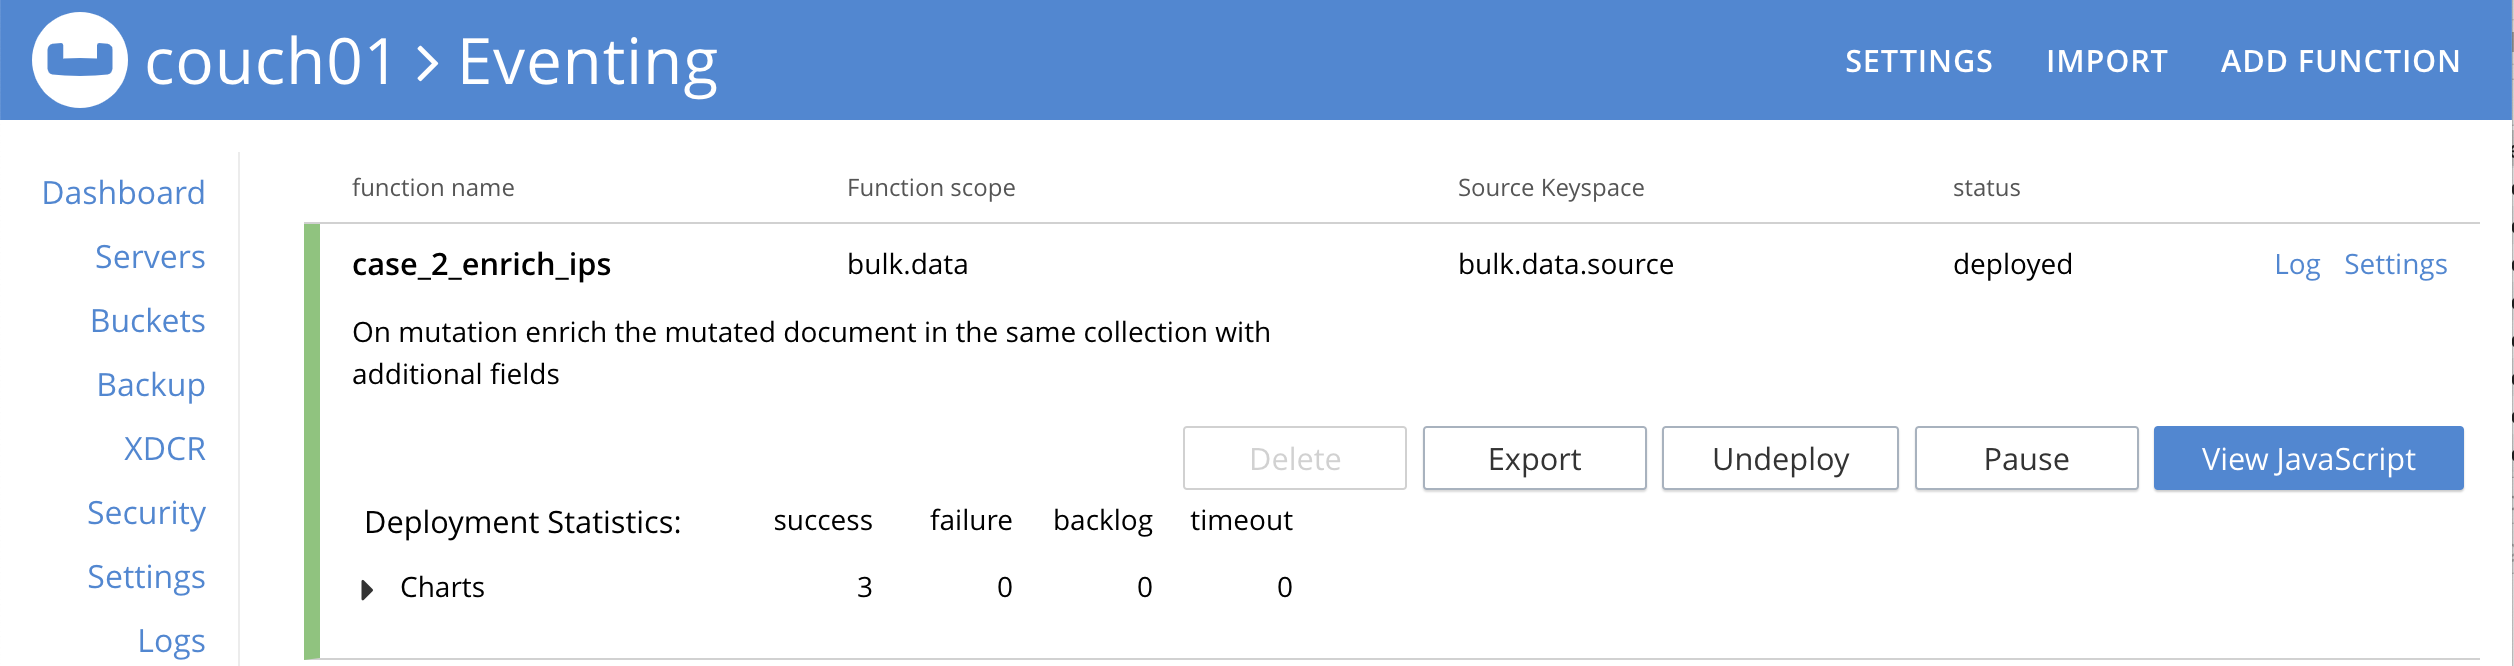 couch01 > Eventing
SETTINGS IMPORT ADD FUNCTION
Dashboard
Servers
Buckets
Backup
XDCR
Security
Settings
Logs
function name Function scope Source Keyspace status
case_2_enrich_ips bulk.data bulk.data.source deployed Log Settings
On mutation enrich the mutated document in the same collection with
additional fields
Delete Export Undeploy Pause View JavaScript
Deployment Statistics: success failure backlog timeout
Charts 3 0 0 0